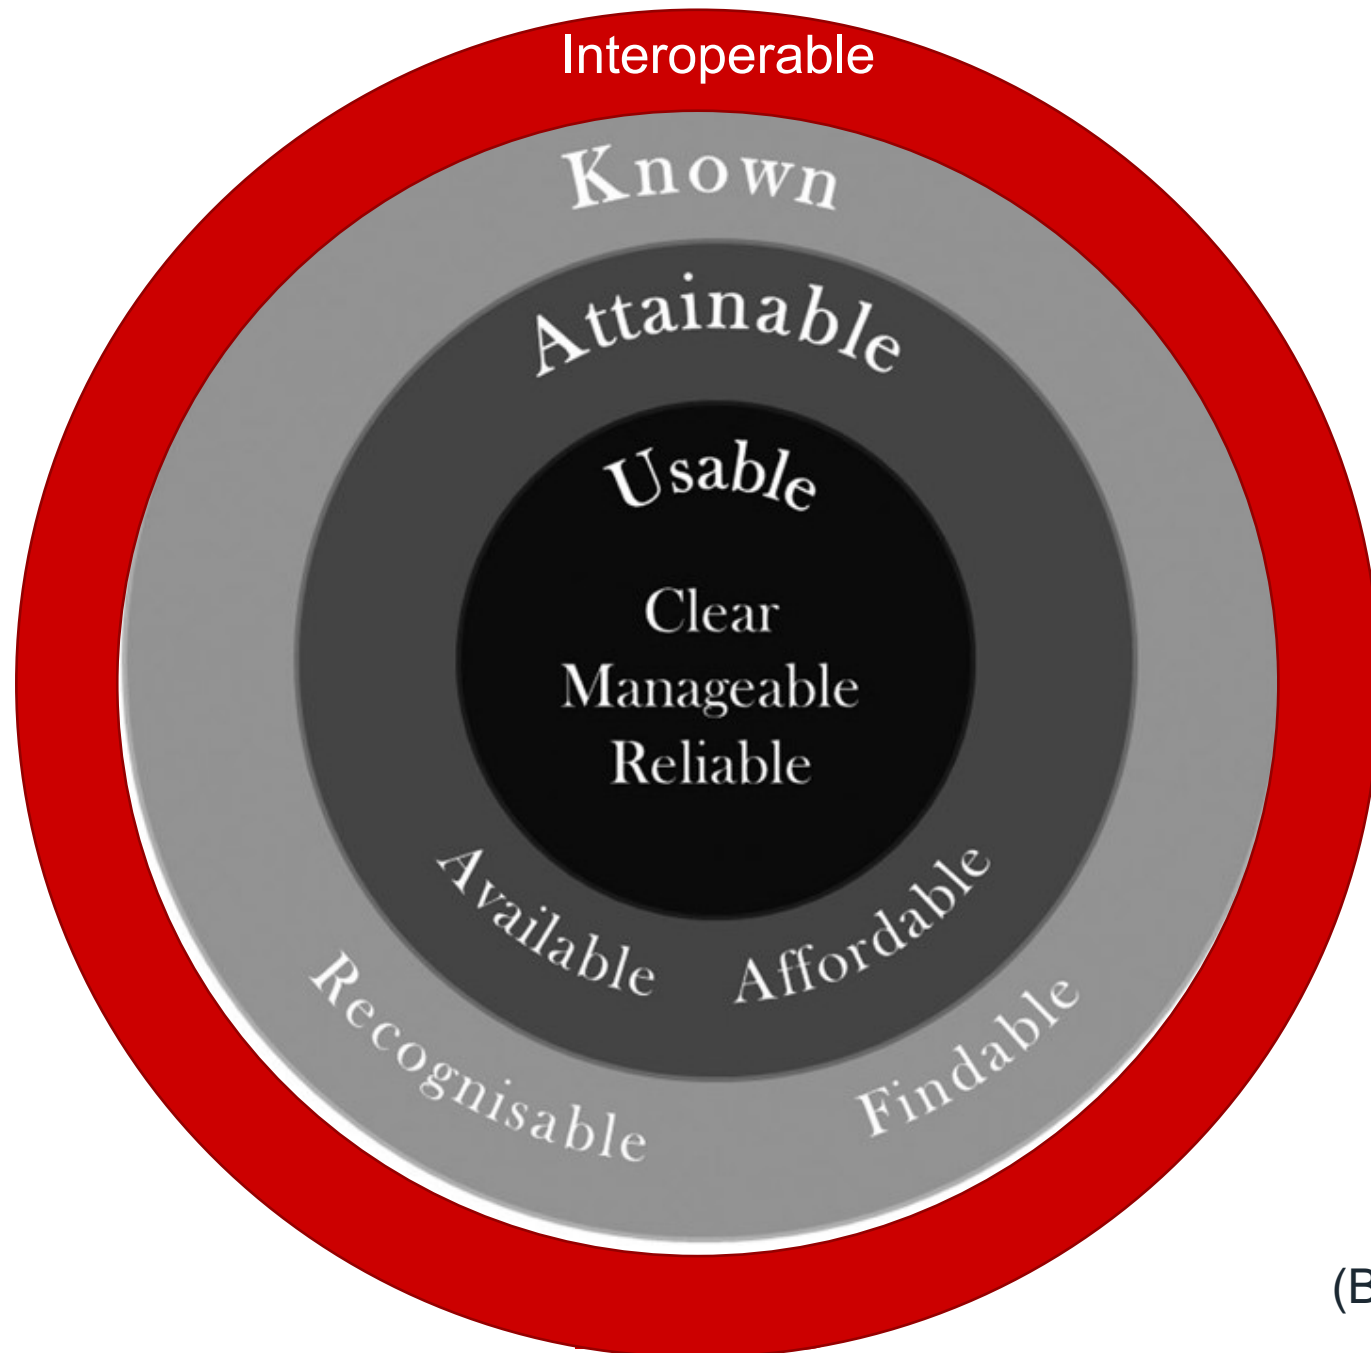 Interoperable
Known
Attainable
Usable
Clear
Manageable
Reliable
Available
Affordable
Recognisable
Findable
(B